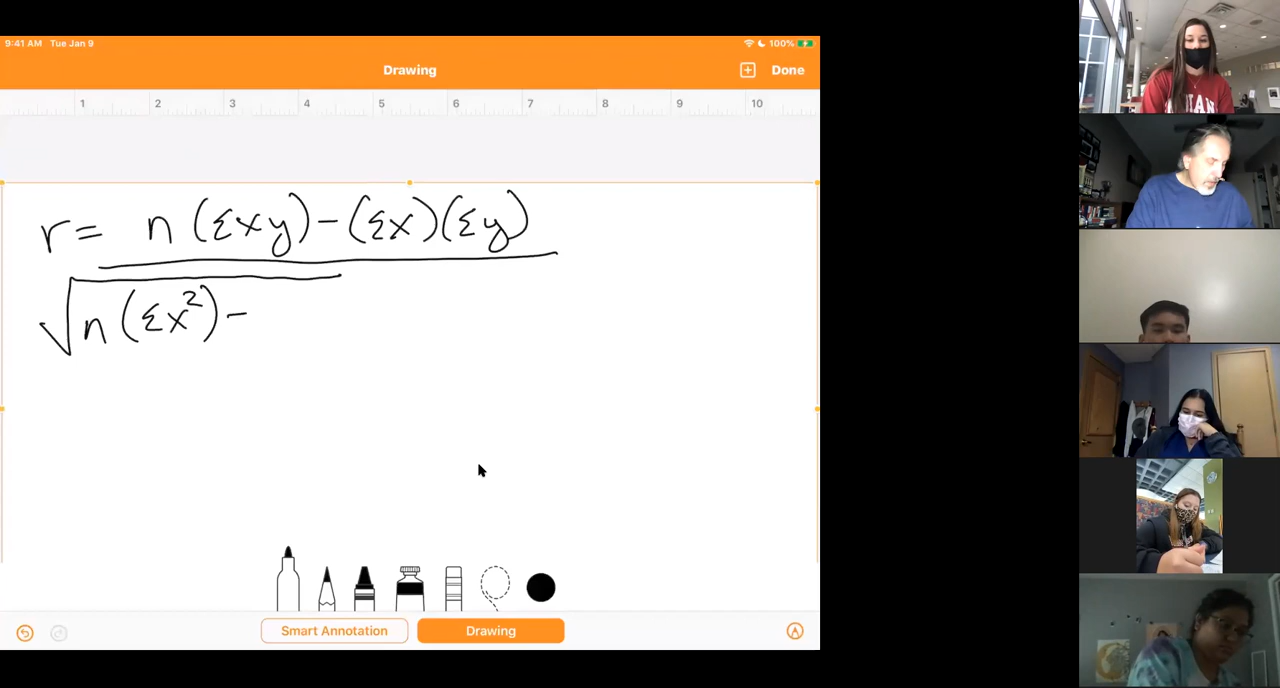 9:41 AM Tue Jan 9
100%
Drawing
Done
1 2 3 4 5 6 7 8 9 10
r = n(Σxy) - (Σx)(Σy)
√n(Σx²) -
Smart Annotation
Drawing